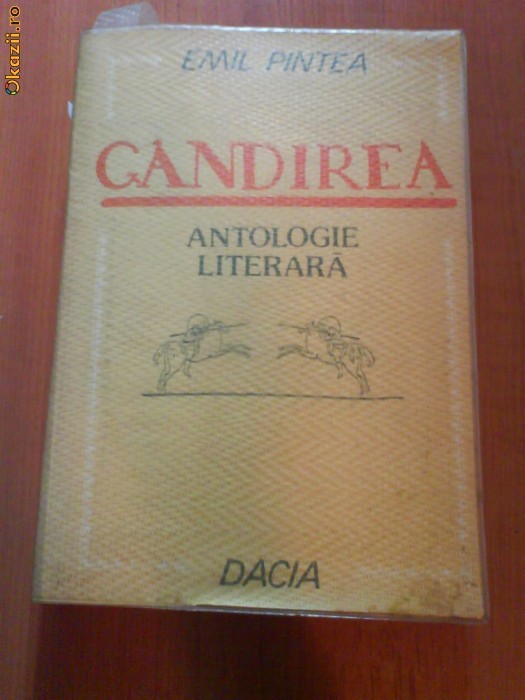 Okazii.ro
EMIL PINTEA
GANDIREA
ANTOLOGIE
LITERARĂ
DACIA